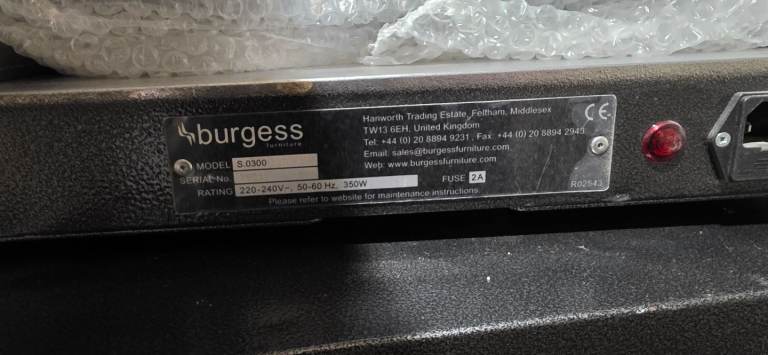 burgess
furniture
Hanworth Trading Estate, Feltham, Middlesex
TW13 6EH, United Kingdom
Tel: +44 (0) 20 8894 9231, Fax: +44 (0) 20 8894 2943
Email: sales@burgessfurniture.com
Web: www.burgessfurniture.com
CE
MODEL S.0300
SERIAL No
RATING 220-240V~, 50-60 Hz, 350W
FUSE 2A
Please refer to website for maintenance instructions.
R02543